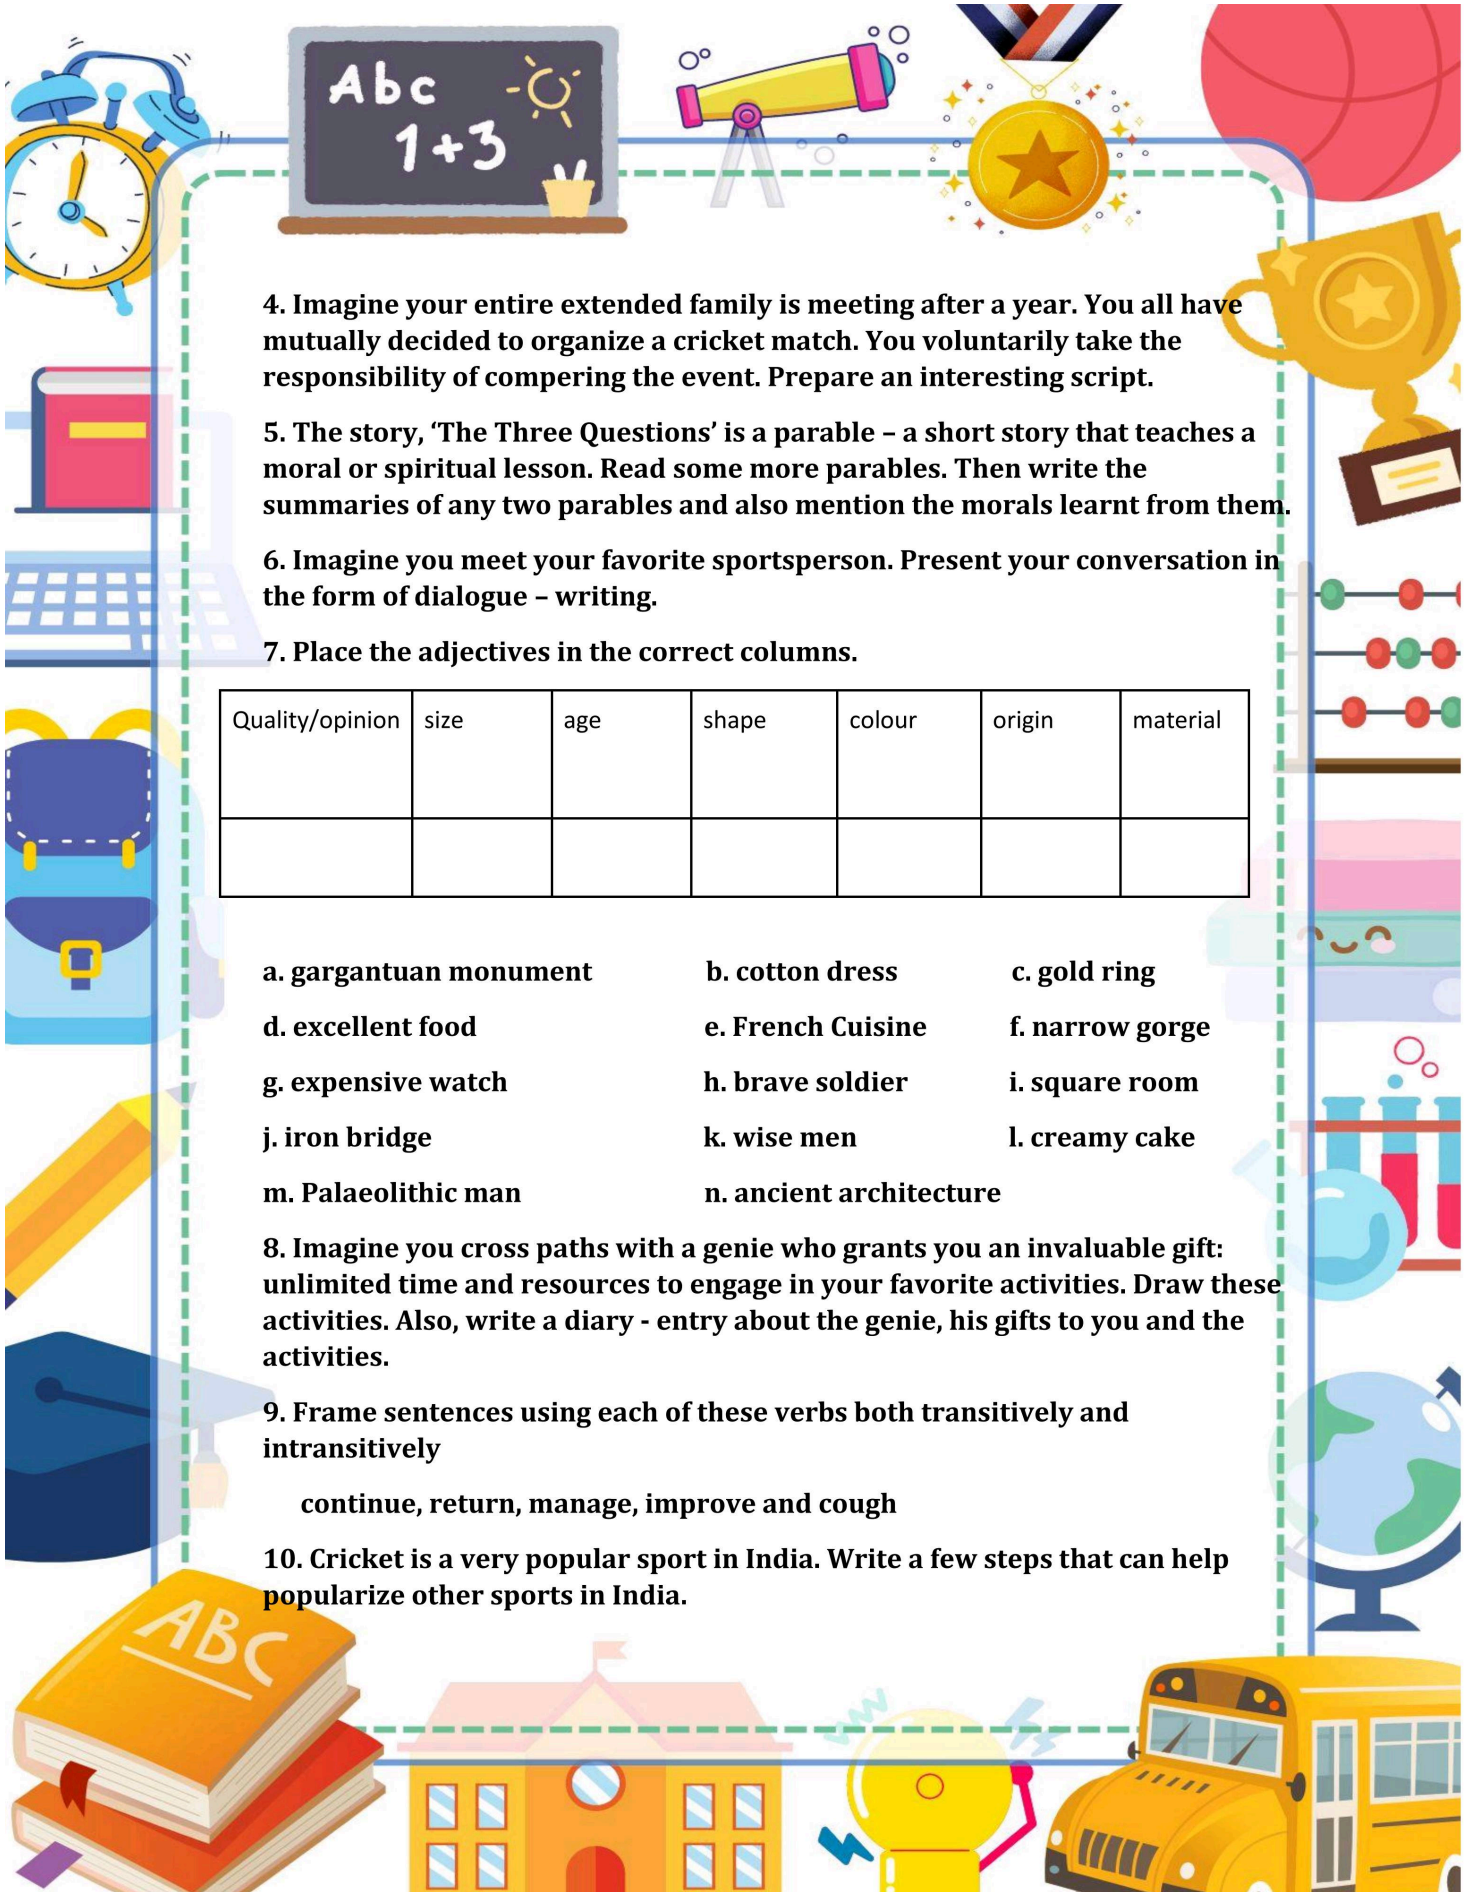 Abc
1+3
4. Imagine your entire extended family is meeting after a year. You all have
mutually decided to organize a cricket match. You voluntarily take the
responsibility of compering the event. Prepare an interesting script.
5. The story, ‘The Three Questions’ is a parable – a short story that teaches a
moral or spiritual lesson. Read some more parables. Then write the
summaries of any two parables and also mention the morals learnt from them.
6. Imagine you meet your favorite sportsperson. Present your conversation in
the form of dialogue – writing.
7. Place the adjectives in the correct columns.
Quality/opinion size age shape colour origin material
a. gargantuan monument b. cotton dress c. gold ring
d. excellent food e. French Cuisine f. narrow gorge
g. expensive watch h. brave soldier i. square room
j. iron bridge k. wise men l. creamy cake
m. Palaeolithic man n. ancient architecture
8. Imagine you cross paths with a genie who grants you an invaluable gift:
unlimited time and resources to engage in your favorite activities. Draw these
activities. Also, write a diary - entry about the genie, his gifts to you and the
activities.
9. Frame sentences using each of these verbs both transitively and
intransitively
continue, return, manage, improve and cough
10. Cricket is a very popular sport in India. Write a few steps that can help
popularize other sports in India.
ABC